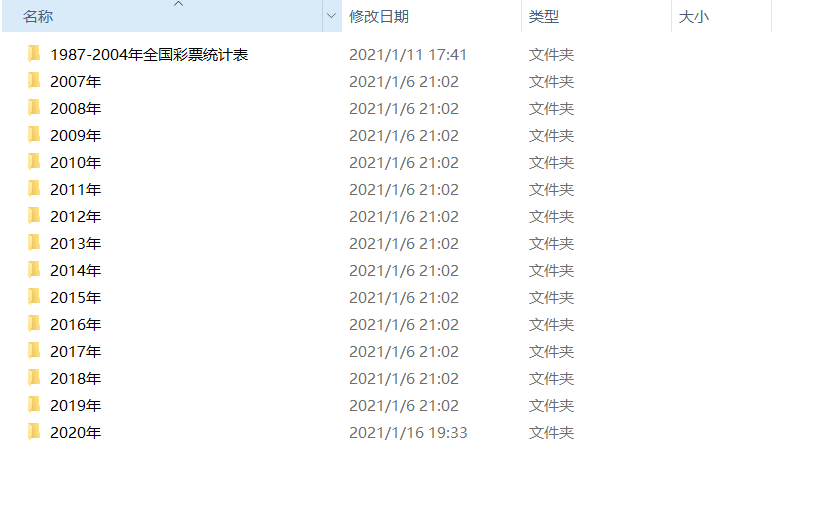 名称 修改日期 类型 大小
1987-2004年全国彩票统计表 2021/1/11 17:41 文件夹
2007年 2021/1/6 21:02 文件夹
2008年 2021/1/6 21:02 文件夹
2009年 2021/1/6 21:02 文件夹
2010年 2021/1/6 21:02 文件夹
2011年 2021/1/6 21:02 文件夹
2012年 2021/1/6 21:02 文件夹
2013年 2021/1/6 21:02 文件夹
2014年 2021/1/6 21:02 文件夹
2015年 2021/1/6 21:02 文件夹
2016年 2021/1/6 21:02 文件夹
2017年 2021/1/6 21:02 文件夹
2018年 2021/1/6 21:02 文件夹
2019年 2021/1/6 21:02 文件夹
2020年 2021/1/16 19:33 文件夹